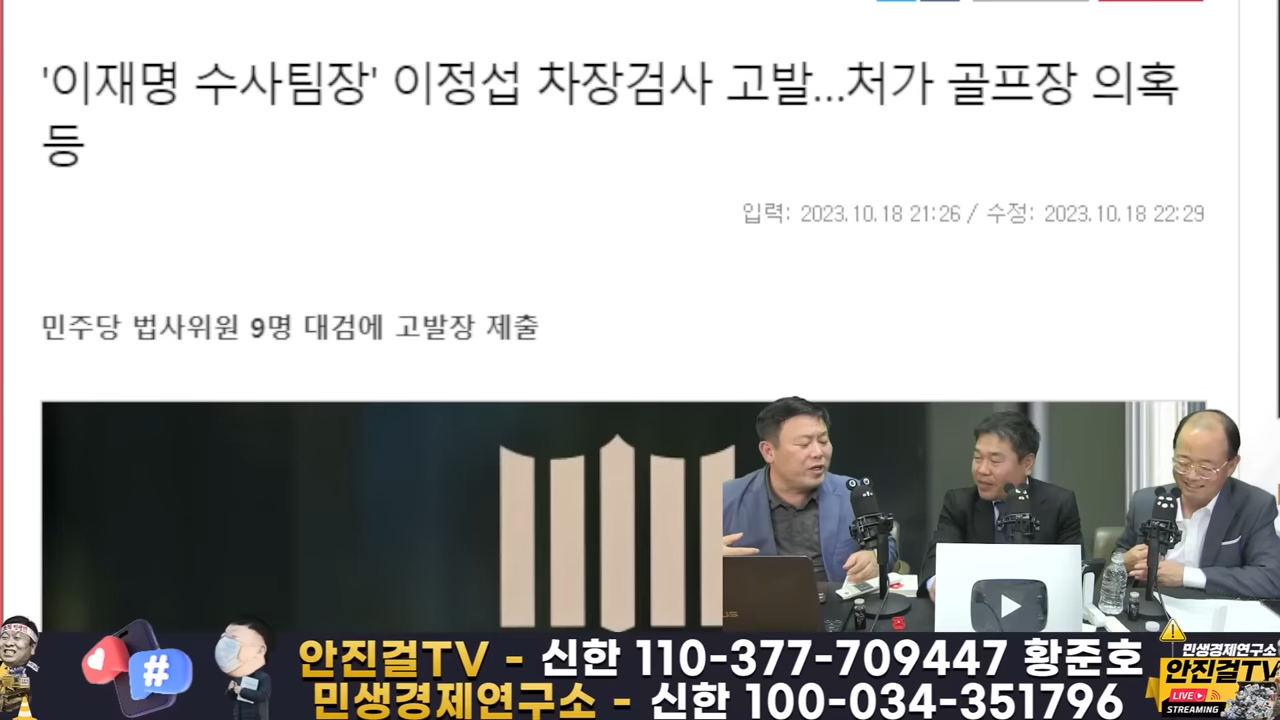 '이재명 수사팀장' 이정섭 차장검사 고발...처가 골프장 의혹
등
입력: 2023.10.18 21:26 / 수정: 2023.10.18 22:29
민주당 법사위원 9명 대검에 고발장 제출
#
안진걸TV - 신한 110-377-709447 황준호
민생경제연구소 - 신한 100-034-351796
민생경제연구소
안진걸TV
LIVE
STREAMING